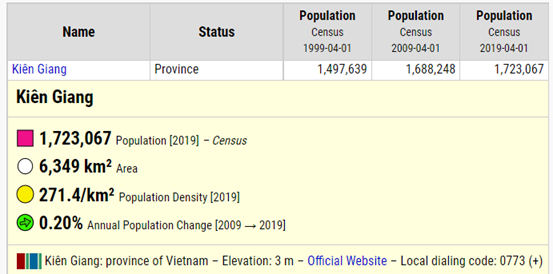 Name Status Population Population Population
Census Census Census
1999-04-01 2009-04-01 2019-04-01
Kiên Giang Province 1,497,639 1,688,248 1,723,067
Kiên Giang
1,723,067 Population [2019] – Census
6,349 km² Area
271.4/km² Population Density [2019]
0.20% Annual Population Change [2009 → 2019]
Kiên Giang: province of Vietnam – Elevation: 3 m – Official Website – Local dialing code: 0773 (+)